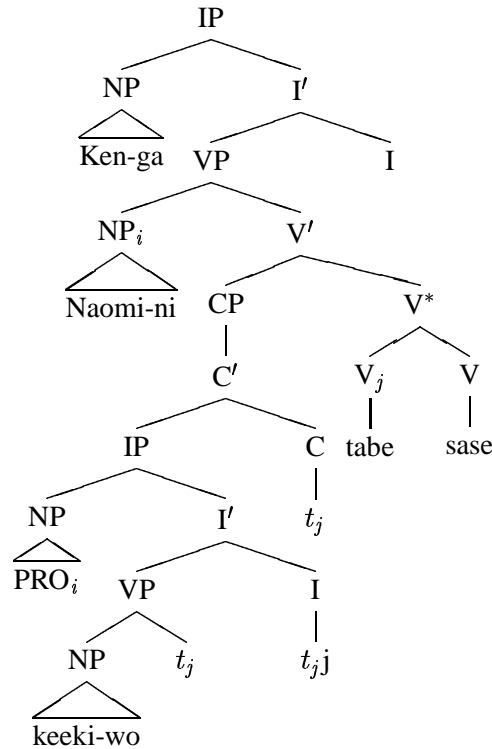 IP
NP I′
Ken-ga VP I
NP_i V′
Naomi-ni CP V*
C′ V_j V
IP C tabe sase
NP I′ t_j
PRO_i VP I
NP t_j t_jj
keeki-wo